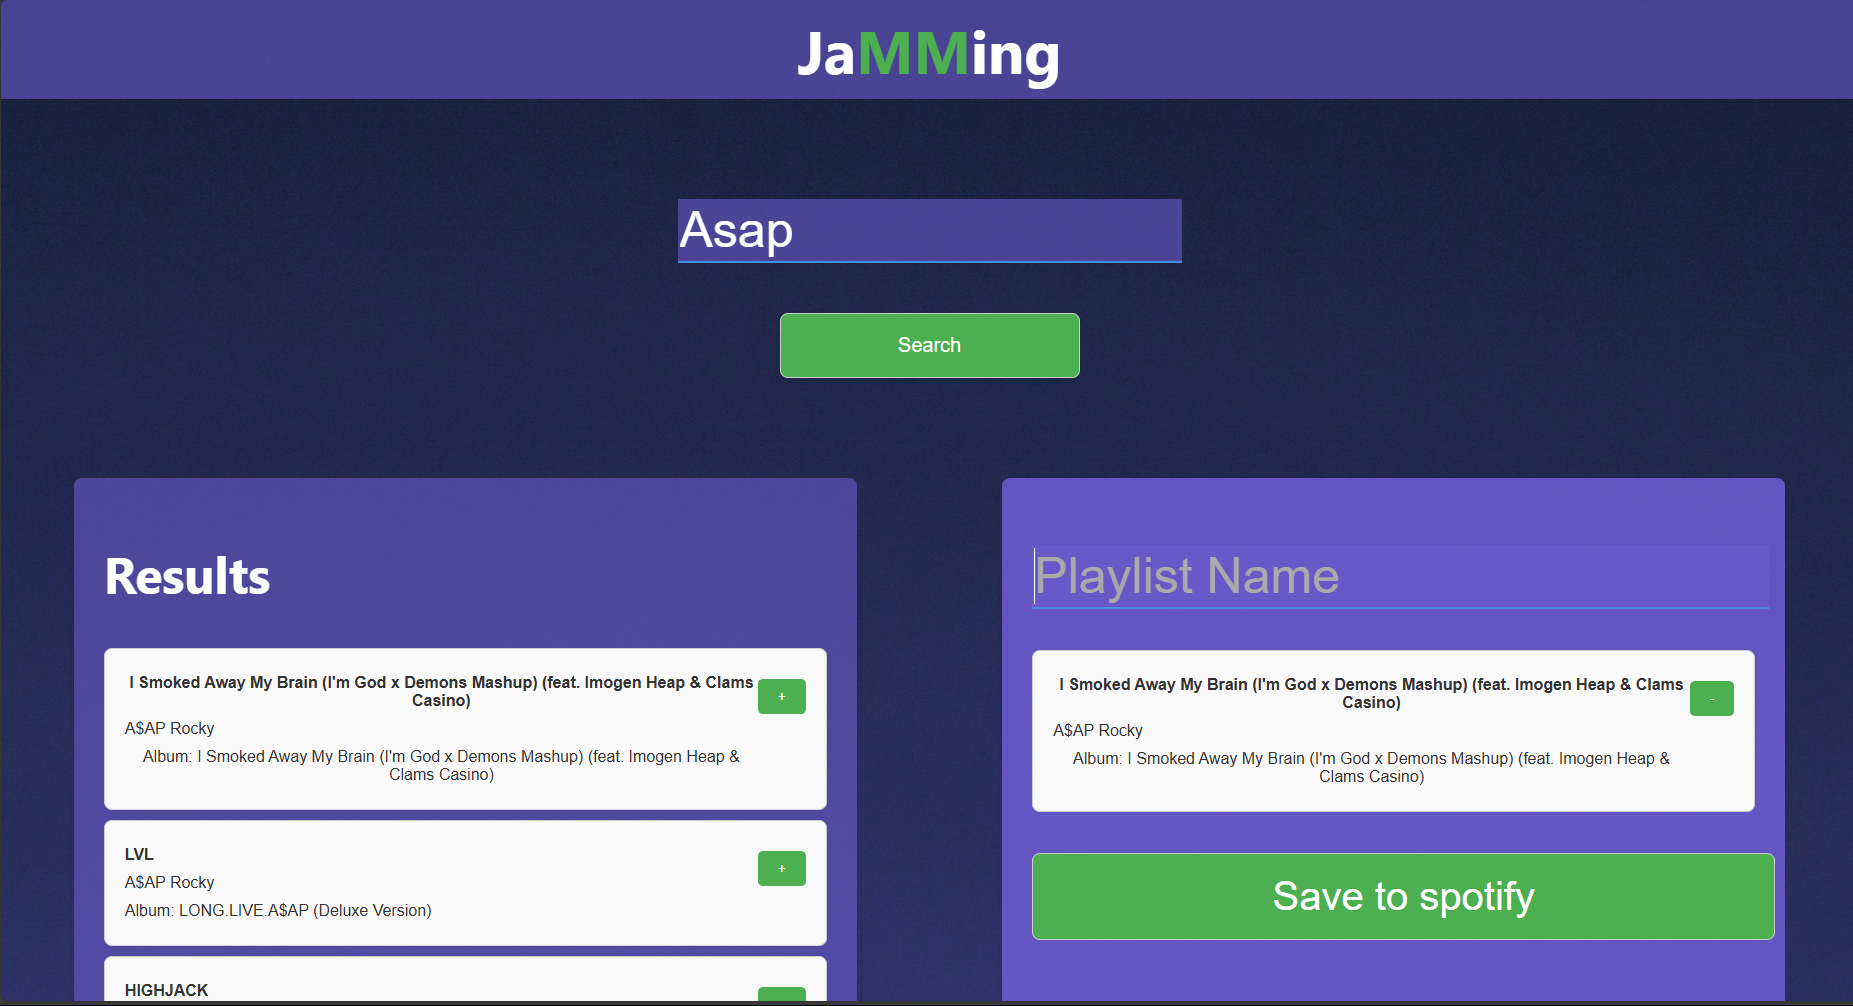 JaMMing
Asap
Search
Results
I Smoked Away My Brain (I'm God x Demons Mashup) (feat. Imogen Heap & Clams
Casino)
+
A$AP Rocky
Album: I Smoked Away My Brain (I'm God x Demons Mashup) (feat. Imogen Heap &
Clams Casino)
LVL
+
A$AP Rocky
Album: LONG.LIVE.A$AP (Deluxe Version)
HIGHJACK
Playlist Name
I Smoked Away My Brain (I'm God x Demons Mashup) (feat. Imogen Heap & Clams
Casino)
-
A$AP Rocky
Album: I Smoked Away My Brain (I'm God x Demons Mashup) (feat. Imogen Heap &
Clams Casino)
Save to spotify